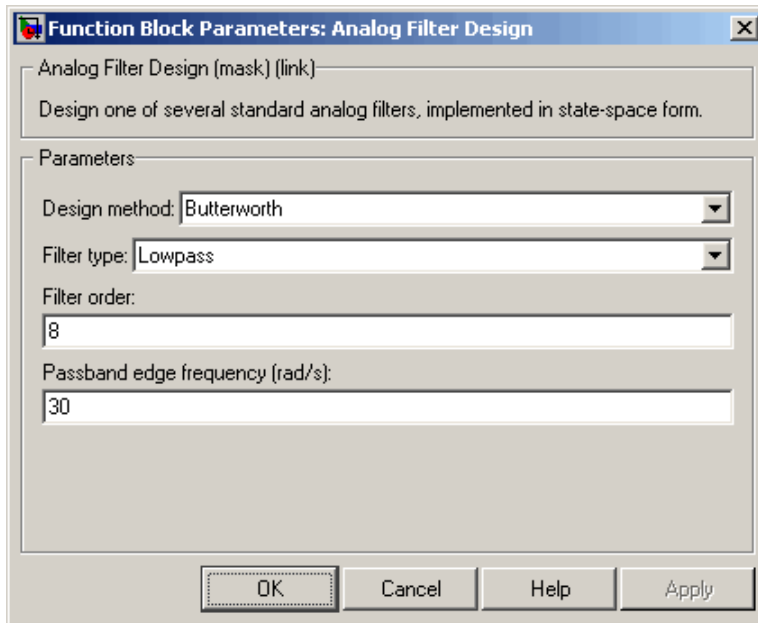 Function Block Parameters: Analog Filter Design
Analog Filter Design (mask) (link)
Design one of several standard analog filters, implemented in state-space form.
Parameters
Design method: Butterworth
Filter type: Lowpass
Filter order:
8
Passband edge frequency (rad/s):
30
OK Cancel Help Apply